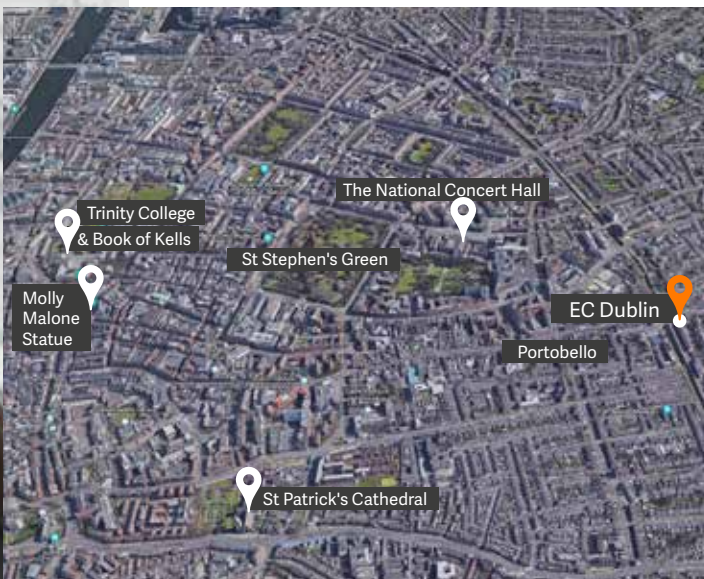 The National Concert Hall
Trinity College
& Book of Kells
St Stephen's Green
Molly
Malone
Statue
EC Dublin
Portobello
St Patrick's Cathedral